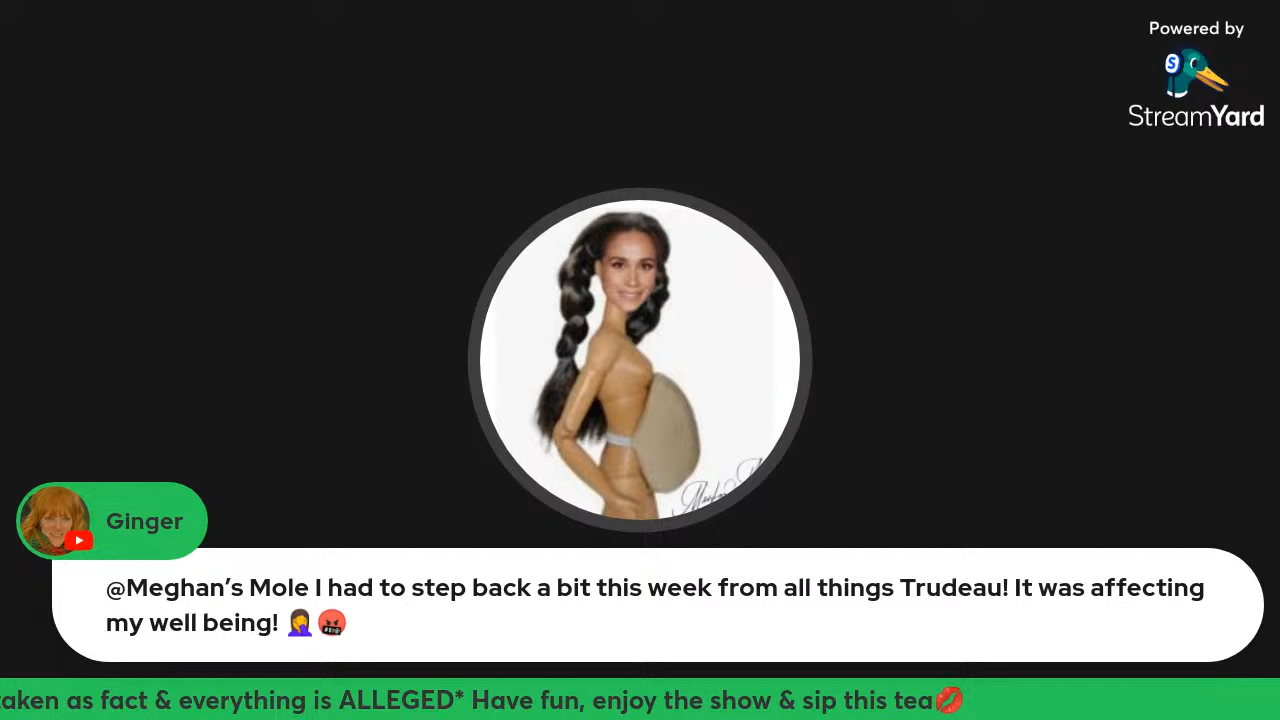 Powered by
S
StreamYard
Ginger
@Meghan’s Mole I had to step back a bit this week from all things Trudeau! It was affecting
my well being! 🤦‍♀️🤬
taken as fact & everything is ALLEGED* Have fun, enjoy the show & sip this tea💋